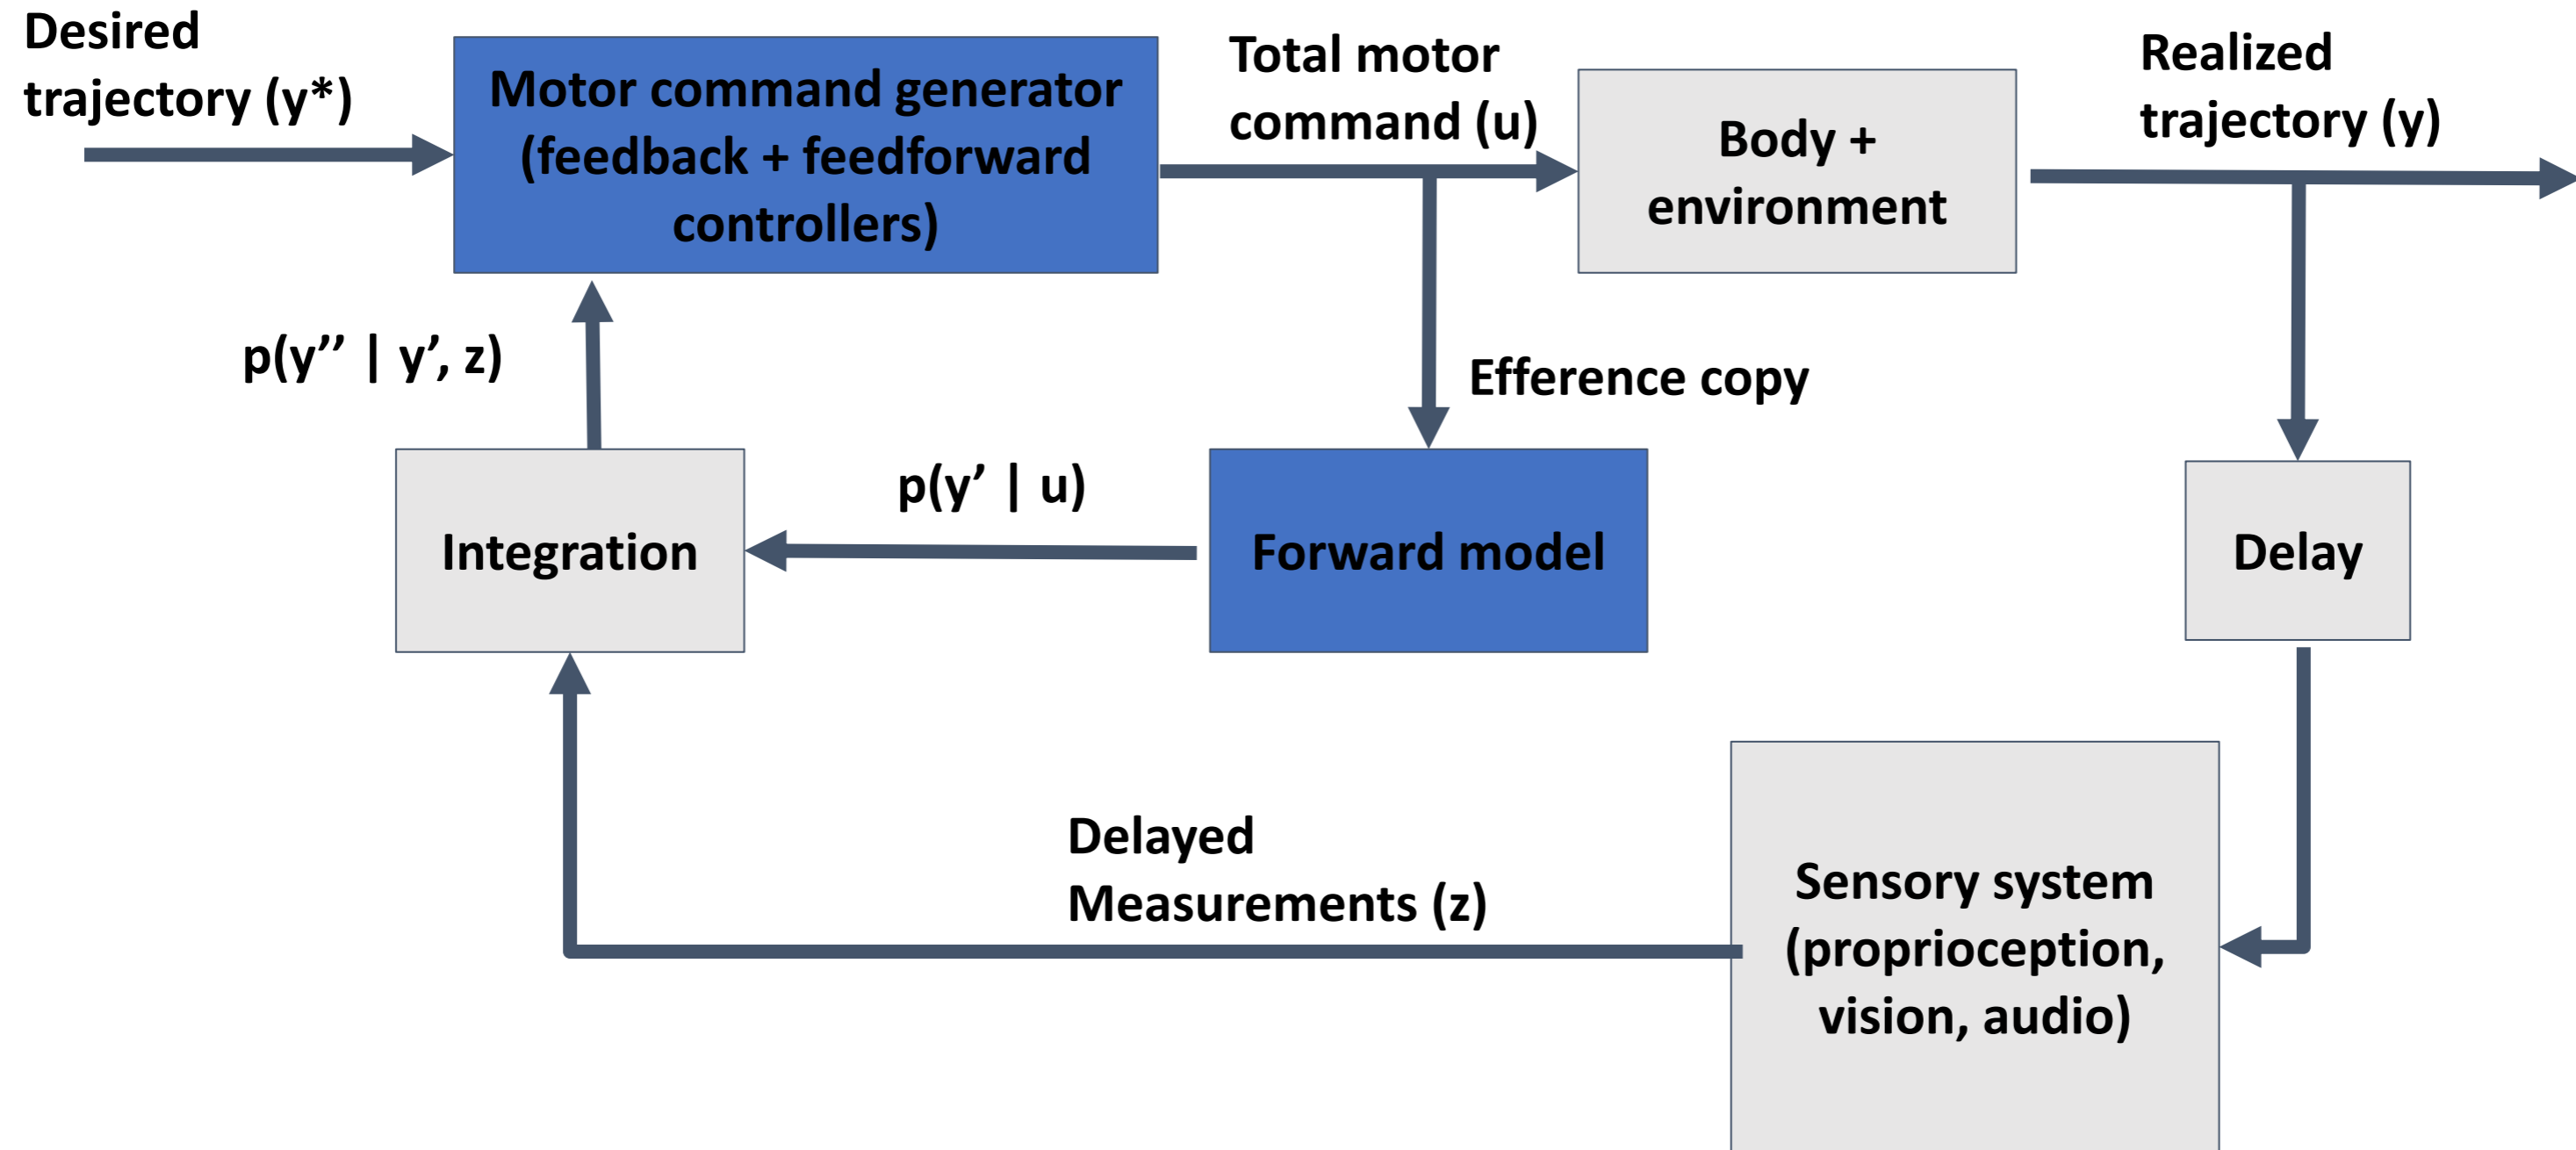 Desired
trajectory (y*)
Motor command generator
(feedback + feedforward
controllers)
Total motor
command (u)
Body +
environment
Realized
trajectory (y)
p(y’’ | y’, z)
Efference copy
Integration
p(y’ | u)
Forward model
Delay
Delayed
Measurements (z)
Sensory system
(proprioception,
vision, audio)